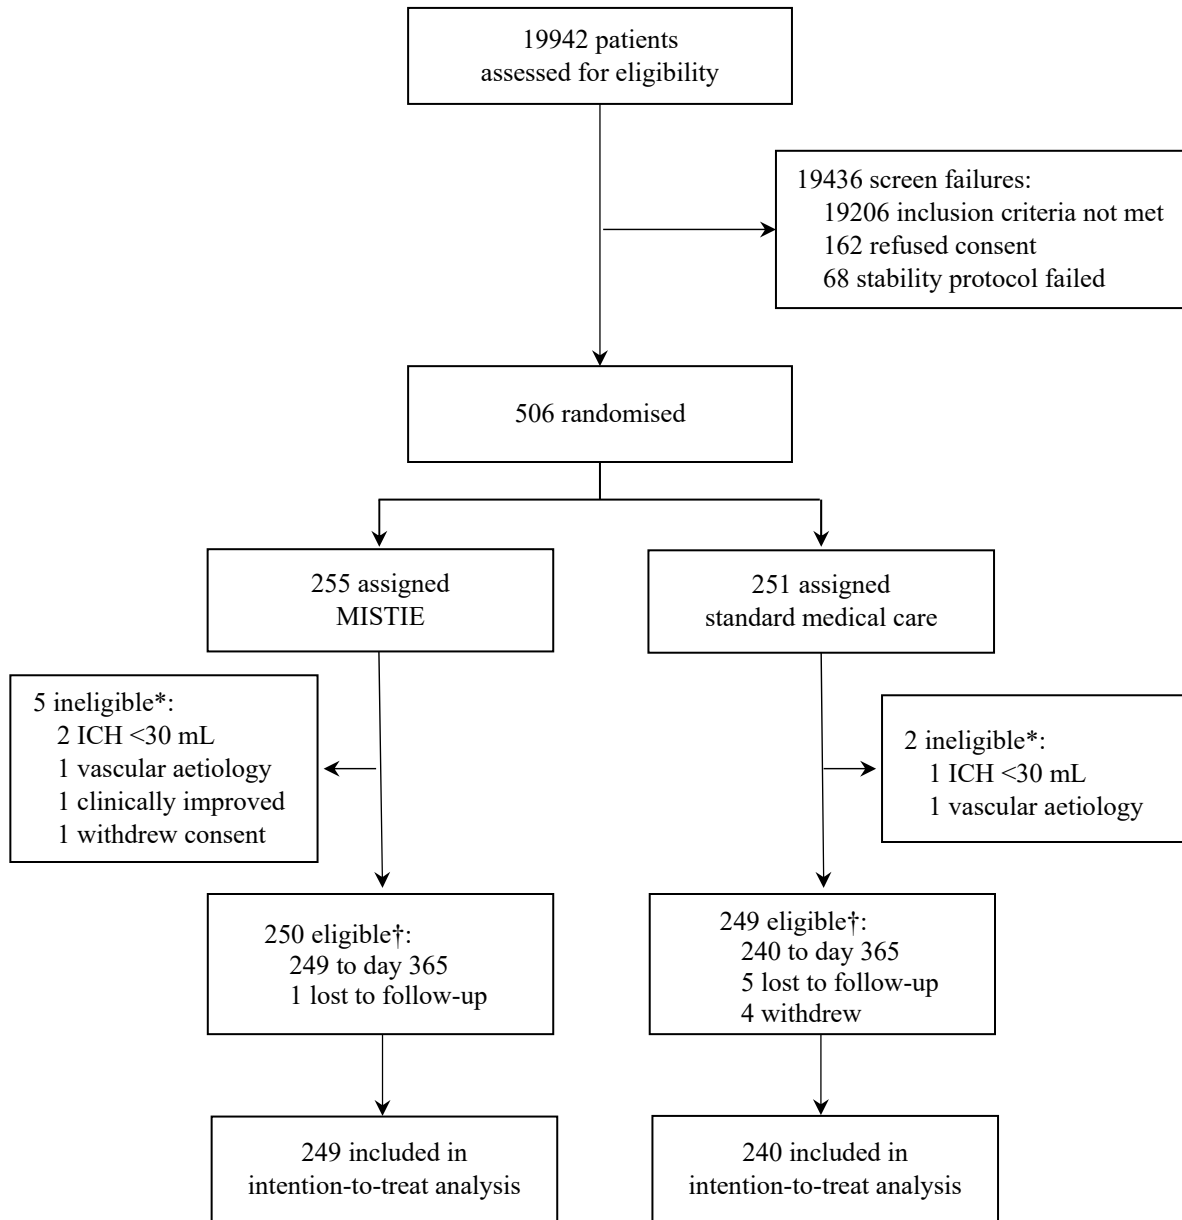 19942 patients
assessed for eligibility
19436 screen failures:
19206 inclusion criteria not met
162 refused consent
68 stability protocol failed
506 randomised
255 assigned
MISTIE
251 assigned
standard medical care
5 ineligible*:
2 ICH <30 mL
1 vascular aetiology
1 clinically improved
1 withdrew consent
2 ineligible*:
1 ICH <30 mL
1 vascular aetiology
250 eligible†:
249 to day 365
1 lost to follow-up
249 eligible†:
240 to day 365
5 lost to follow-up
4 withdrew
249 included in
intention-to-treat analysis
240 included in
intention-to-treat analysis